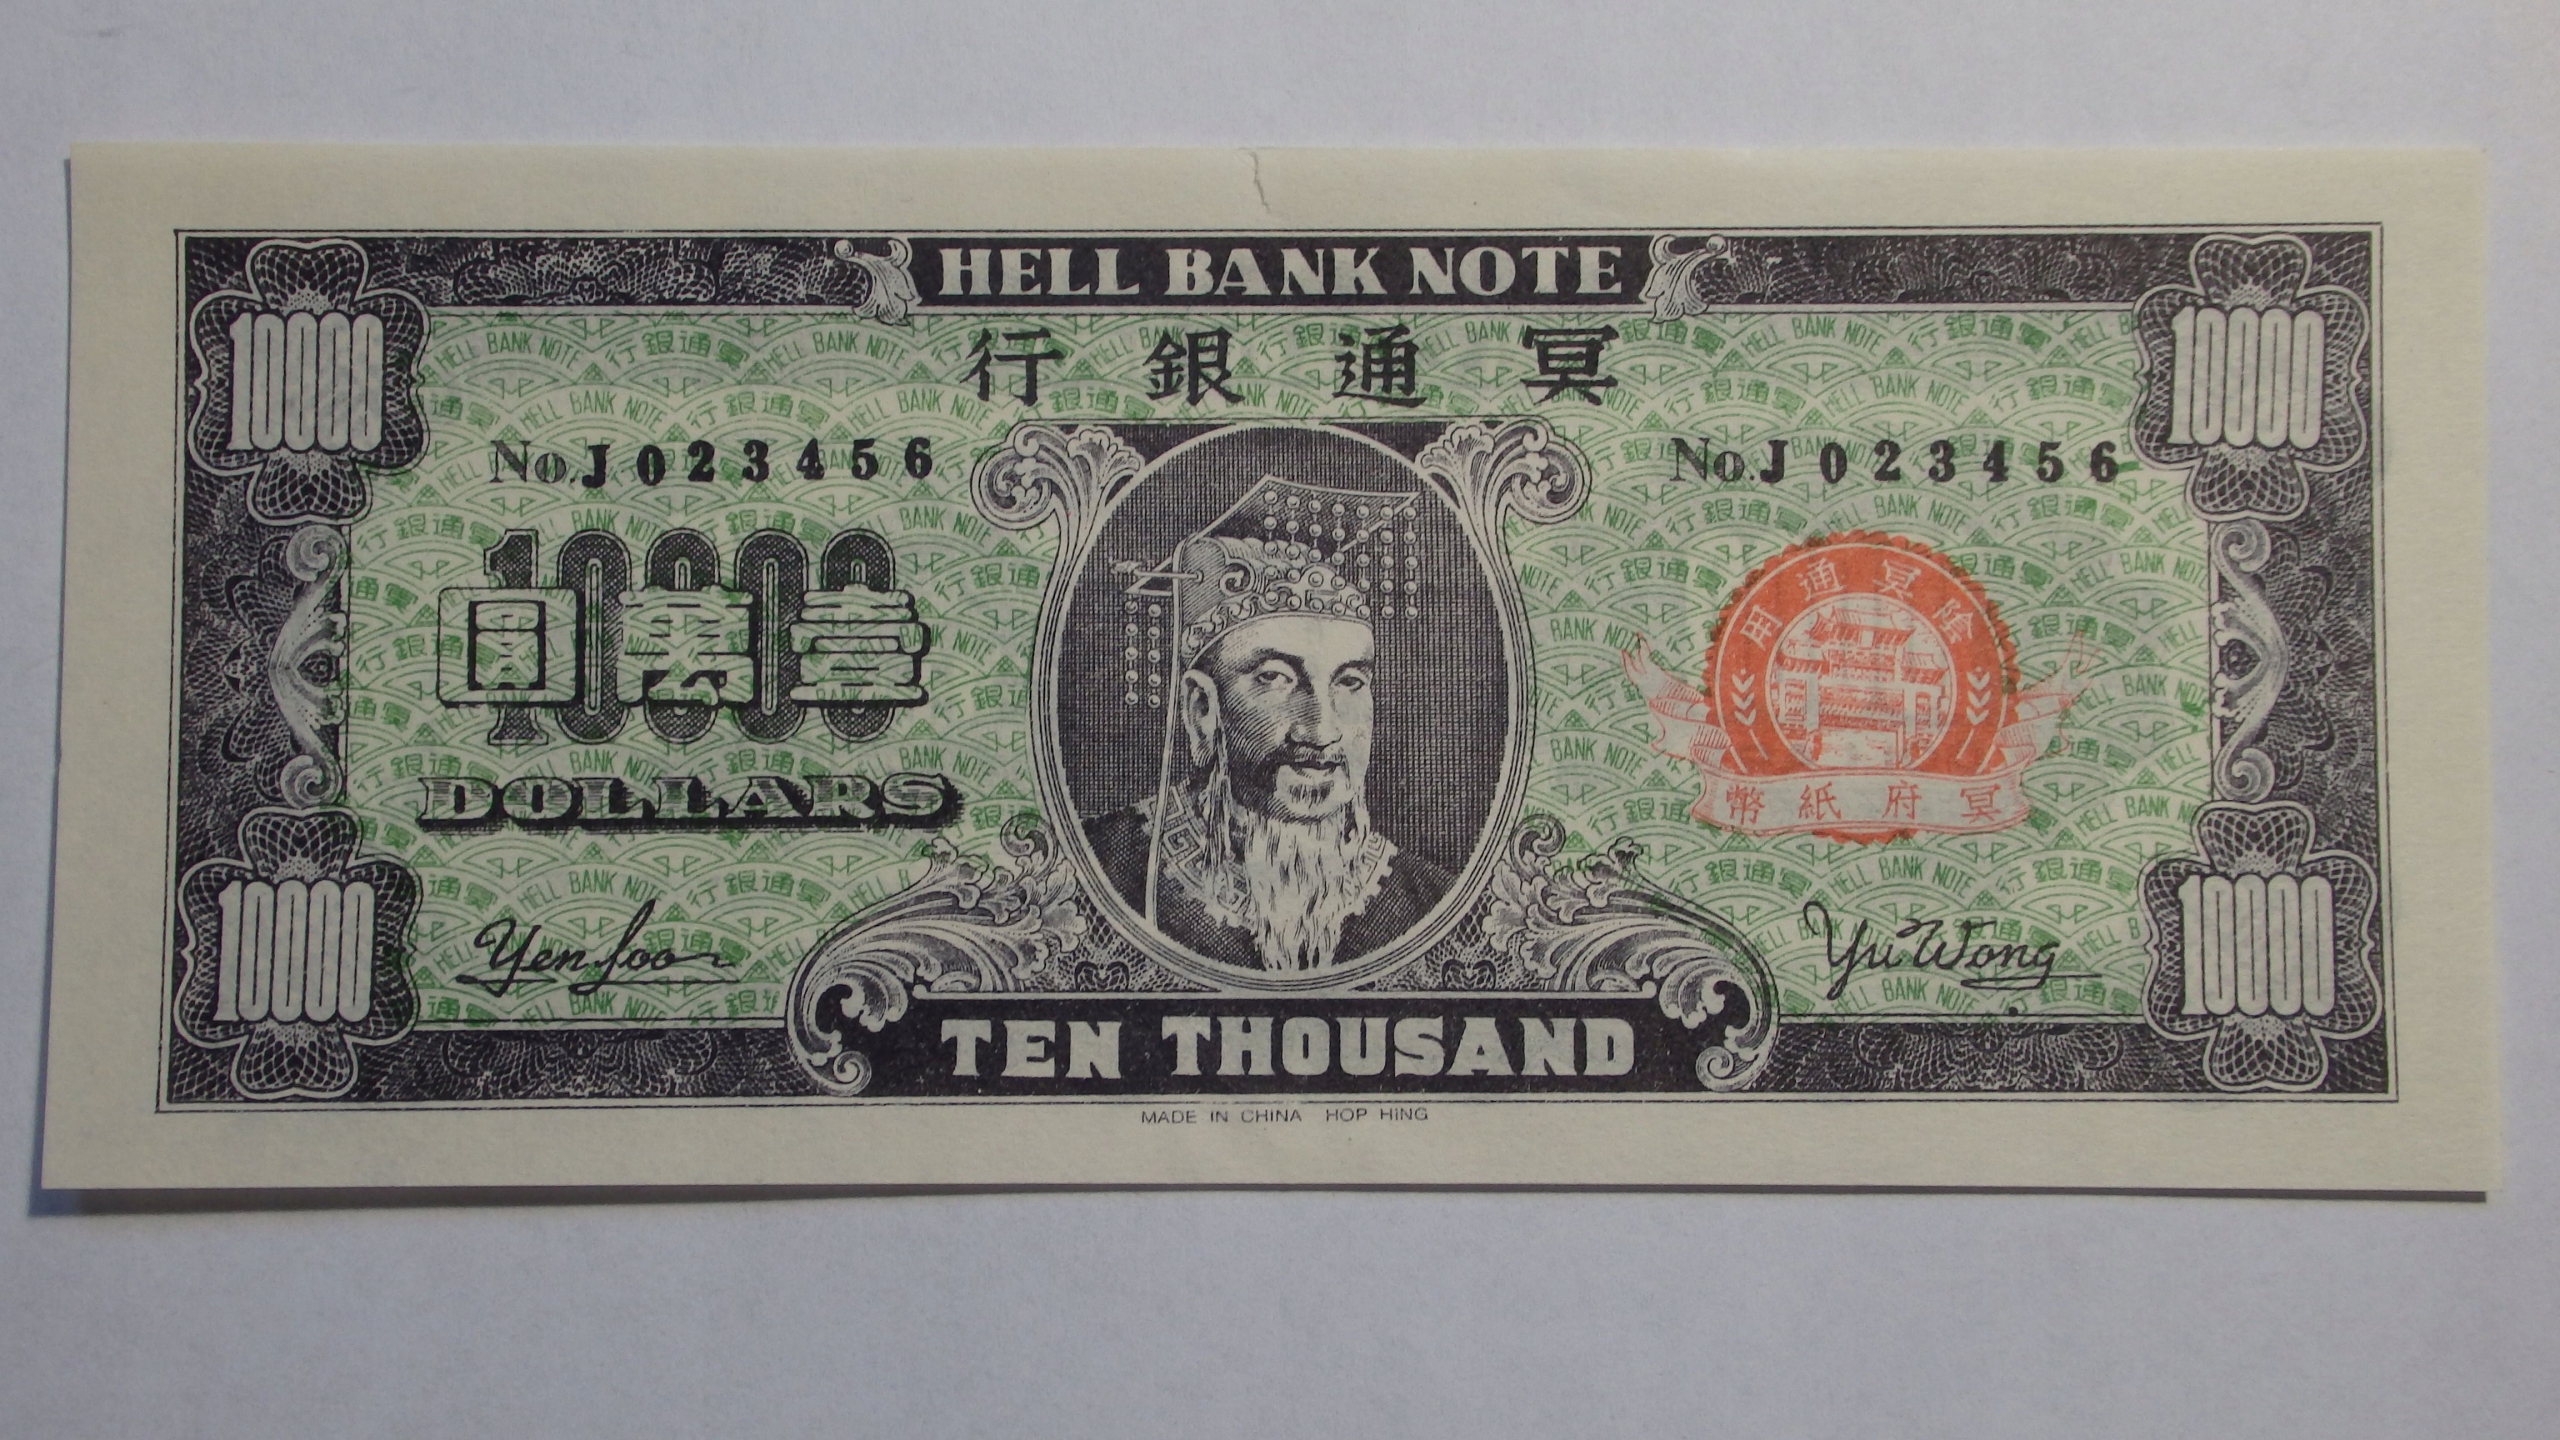 HELL BANK NOTE
行銀通冥
10000
10000
No. J 023456
No. J 023456
10000
圓萬壹
DOLLARS
用通冥陰
幣紙府冥
Yen Loo
Yu Wong
10000
10000
TEN THOUSAND
MADE IN CHINA HOP HING